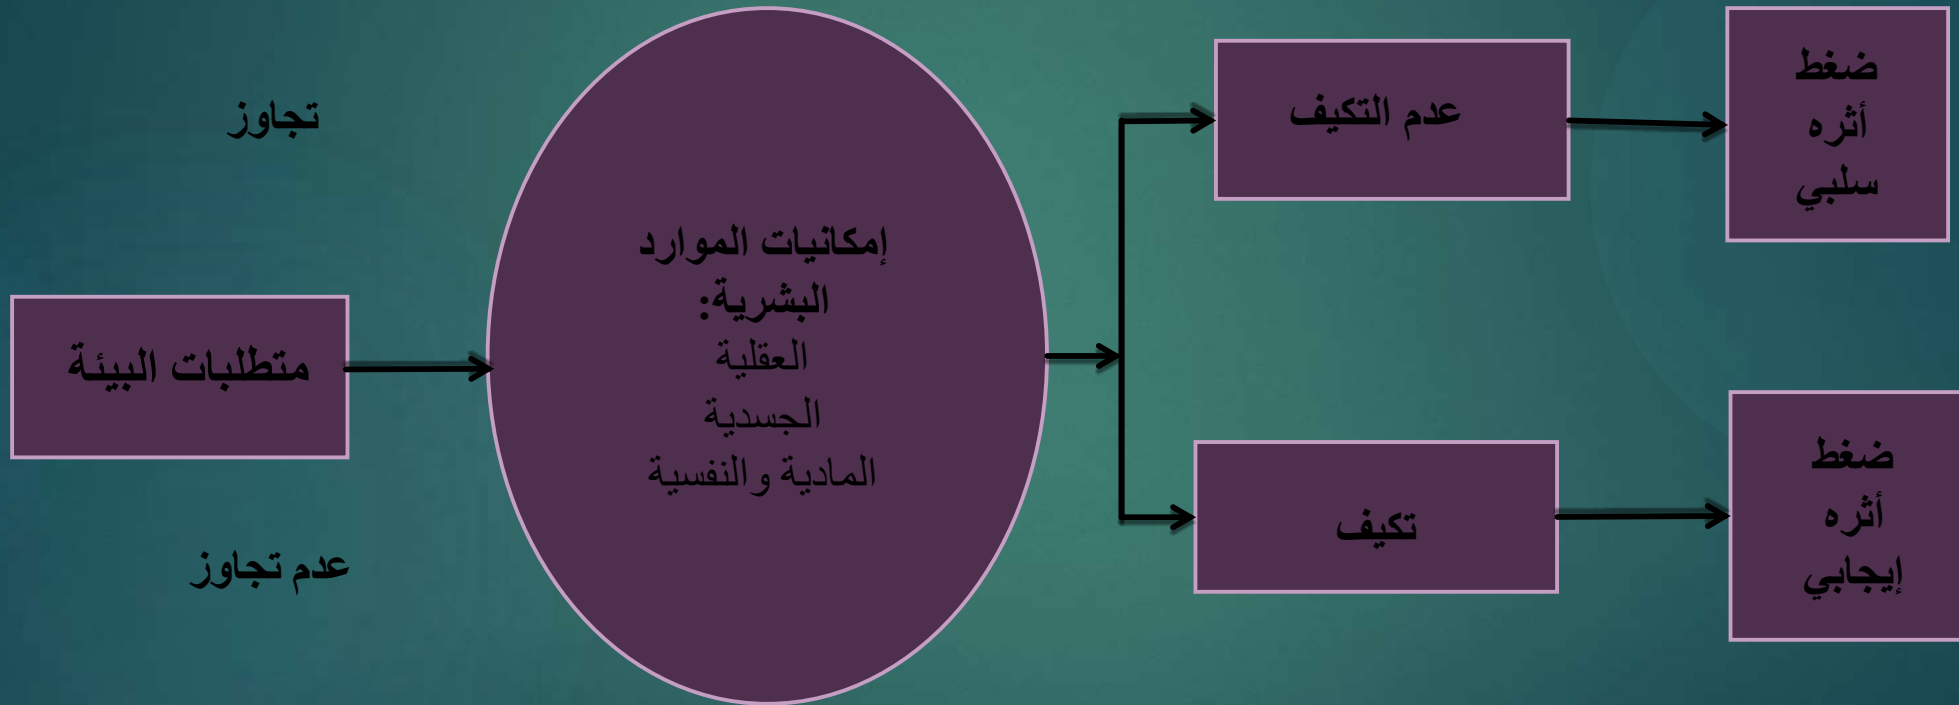 تجاوز
متطلبات البيئة
عدم تجاوز
إمكانيات الموارد
البشرية:
العقلية
الجسدية
المادية والنفسية
عدم التكيف
ضغط
أثره
سلبي
تكيف
ضغط
أثره
إيجابي